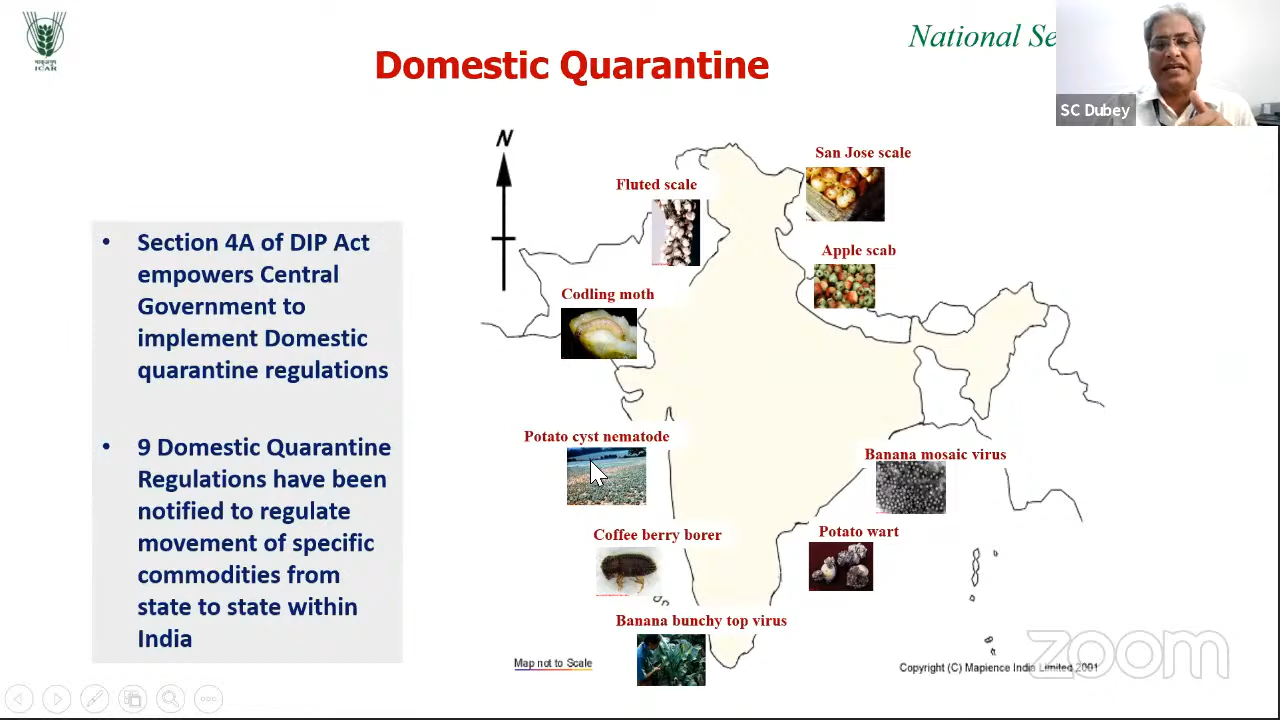 ICAR
National Se
Domestic Quarantine
SC Dubey
N
San Jose scale
Fluted scale
Apple scab
Codling moth
• Section 4A of DIP Act
empowers Central
Government to
implement Domestic
quarantine regulations
• 9 Domestic Quarantine
Regulations have been
notified to regulate
movement of specific
commodities from
state to state within
India
Potato cyst nematode
Banana mosaic virus
Coffee berry borer
Potato wart
Banana bunchy top virus
Map not to Scale
Copyright (C) Mapience India Limited 2001
zoom